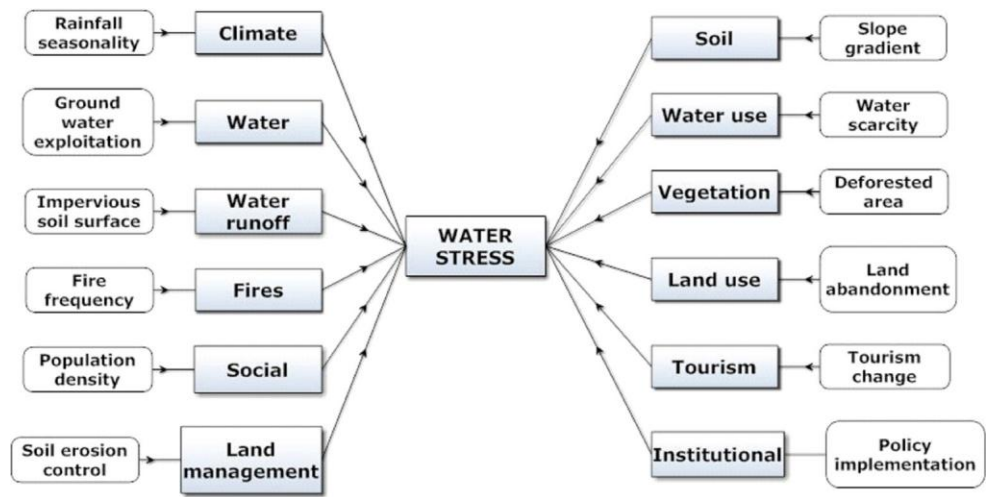 Rainfall
seasonality
Climate
Ground
water
exploitation
Water
Impervious
soil surface
Water
runoff
Fire
frequency
Fires
Population
density
Social
Soil erosion
control
Land
management
WATER
STRESS
Soil
Slope
gradient
Water use
Water
scarcity
Vegetation
Deforested
area
Land use
Land
abandonment
Tourism
Tourism
change
Institutional
Policy
implementation